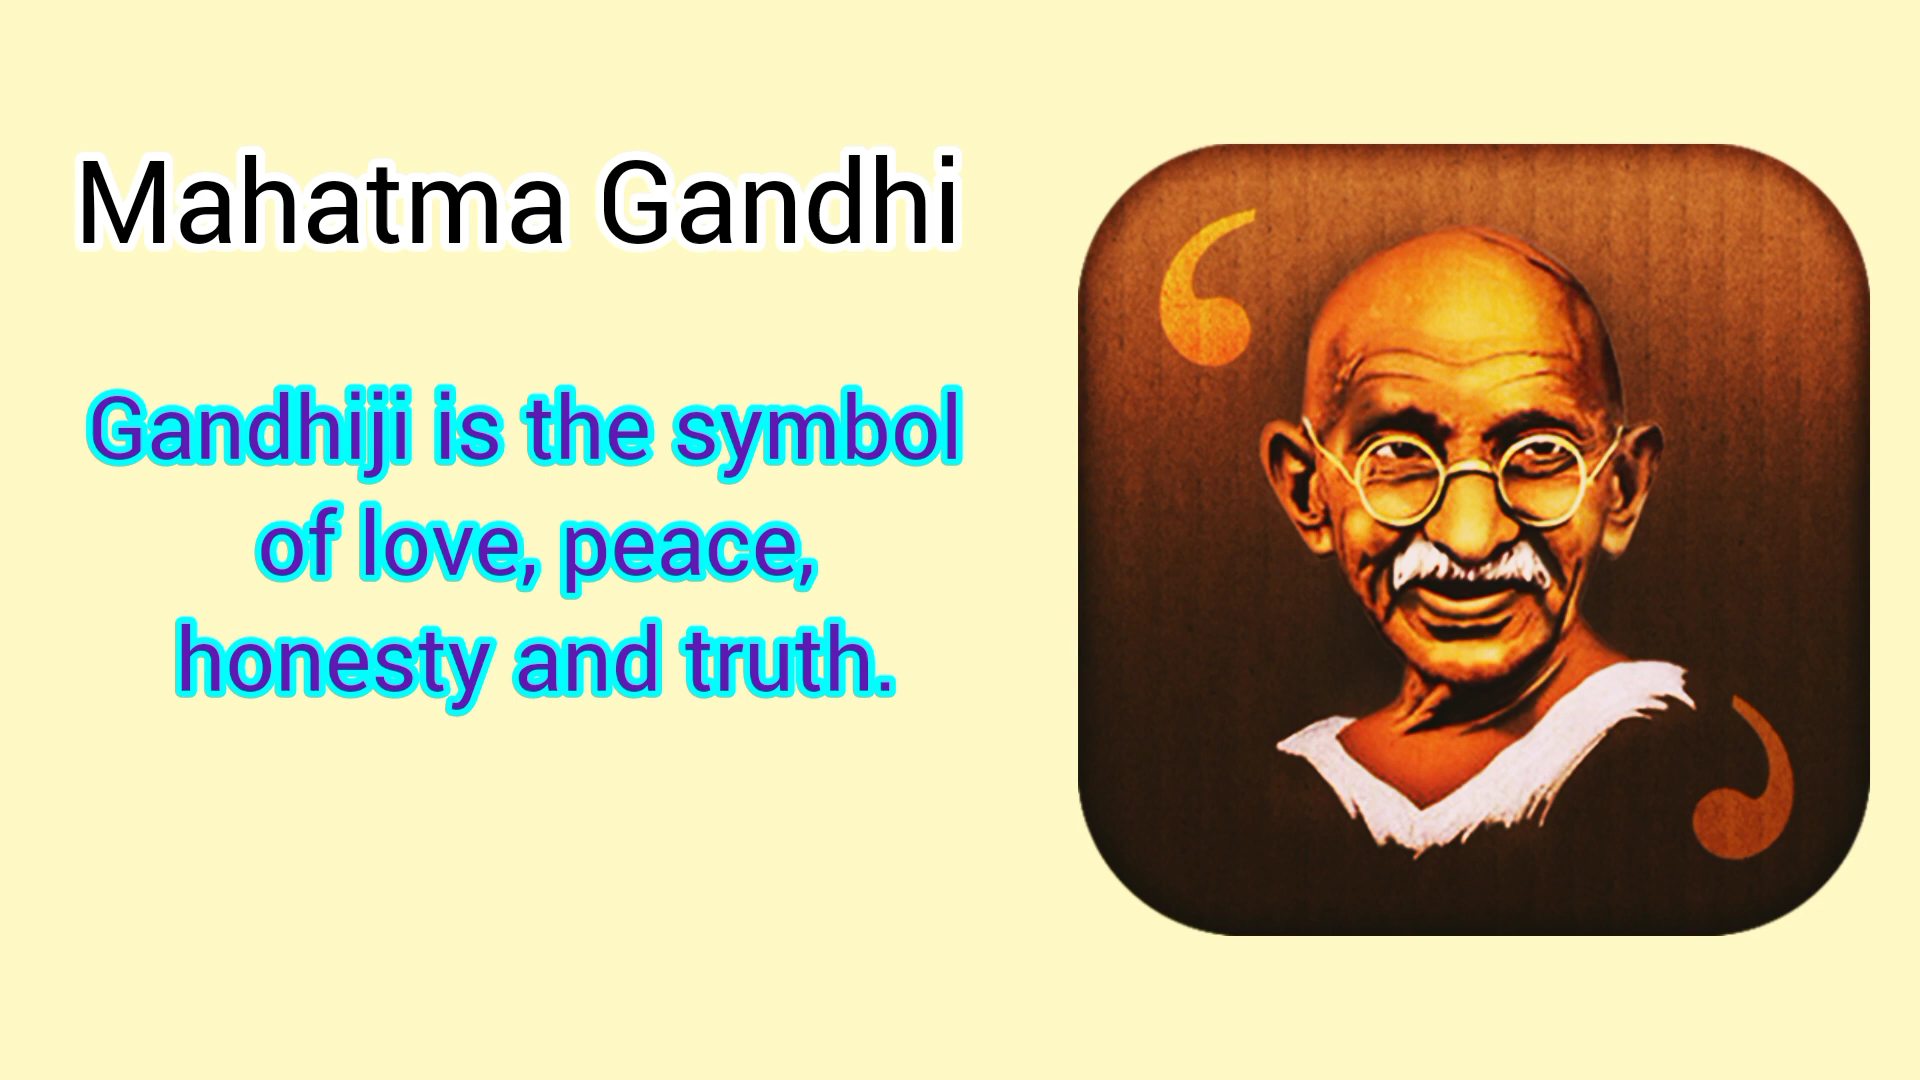 Mahatma Gandhi
Gandhiji is the symbol
of love, peace,
honesty and truth.